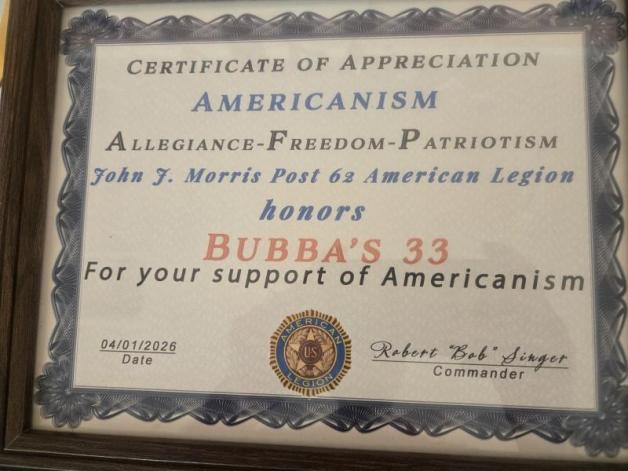 CERTIFICATE OF APPRECIATION
AMERICANISM
ALLEGIANCE-FREEDOM-PATRIOTISM
John J. Morris Post 62 American Legion
honors
BUBBA'S 33
For your support of Americanism
AMERICAN
U.S
LEGION
04/01/2026
Date
Robert "Bob" Singer
Commander